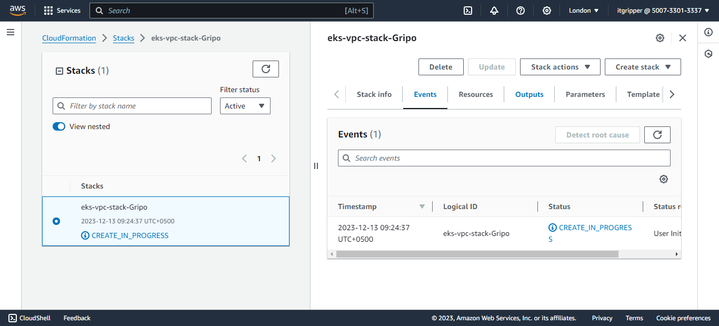 aws
Services
Search
[Alt+S]
London
itgripper @ 5007-3301-3337
CloudFormation
Stacks
eks-vpc-stack-Gripo
Stacks (1)
Filter status
Filter by stack name
Active
View nested
1
Stacks
eks-vpc-stack-Gripo
2023-12-13 09:24:37 UTC+0500
CREATE_IN_PROGRESS
eks-vpc-stack-Gripo
Delete
Update
Stack actions
Create stack
Stack info
Events
Resources
Outputs
Parameters
Template
Events (1)
Detect root cause
Search events
Timestamp
Logical ID
Status
Status r
2023-12-13 09:24:37
UTC+0500
eks-vpc-stack-Gripo
CREATE_IN_PROGRES
S
User Init
CloudShell
Feedback
© 2023, Amazon Web Services, Inc. or its affiliates.
Privacy
Terms
Cookie preferences